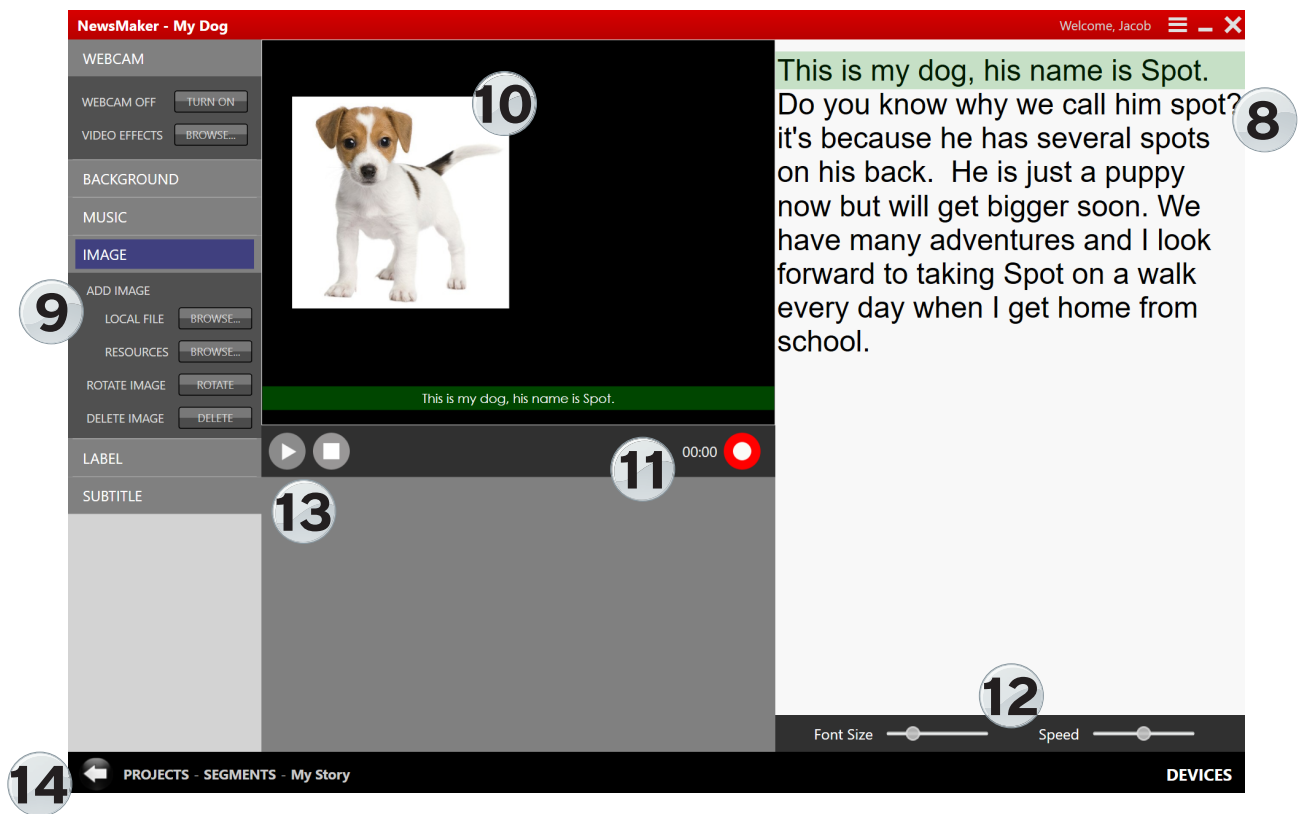 NewsMaker - My Dog
Welcome, Jacob
WEBCAM
WEBCAM OFF TURN ON
VIDEO EFFECTS BROWSE...
BACKGROUND
MUSIC
IMAGE
ADD IMAGE
9
LOCAL FILE BROWSE...
RESOURCES BROWSE...
ROTATE IMAGE ROTATE
DELETE IMAGE DELETE
LABEL
SUBTITLE
10
This is my dog, his name is Spot.
11
00:00
13
This is my dog, his name is Spot.
Do you know why we call him spot?
8
it's because he has several spots
on his back.  He is just a puppy
now but will get bigger soon. We
have many adventures and I look
forward to taking Spot on a walk
every day when I get home from
school.
12
Font Size Speed
14
PROJECTS - SEGMENTS - My Story
DEVICES